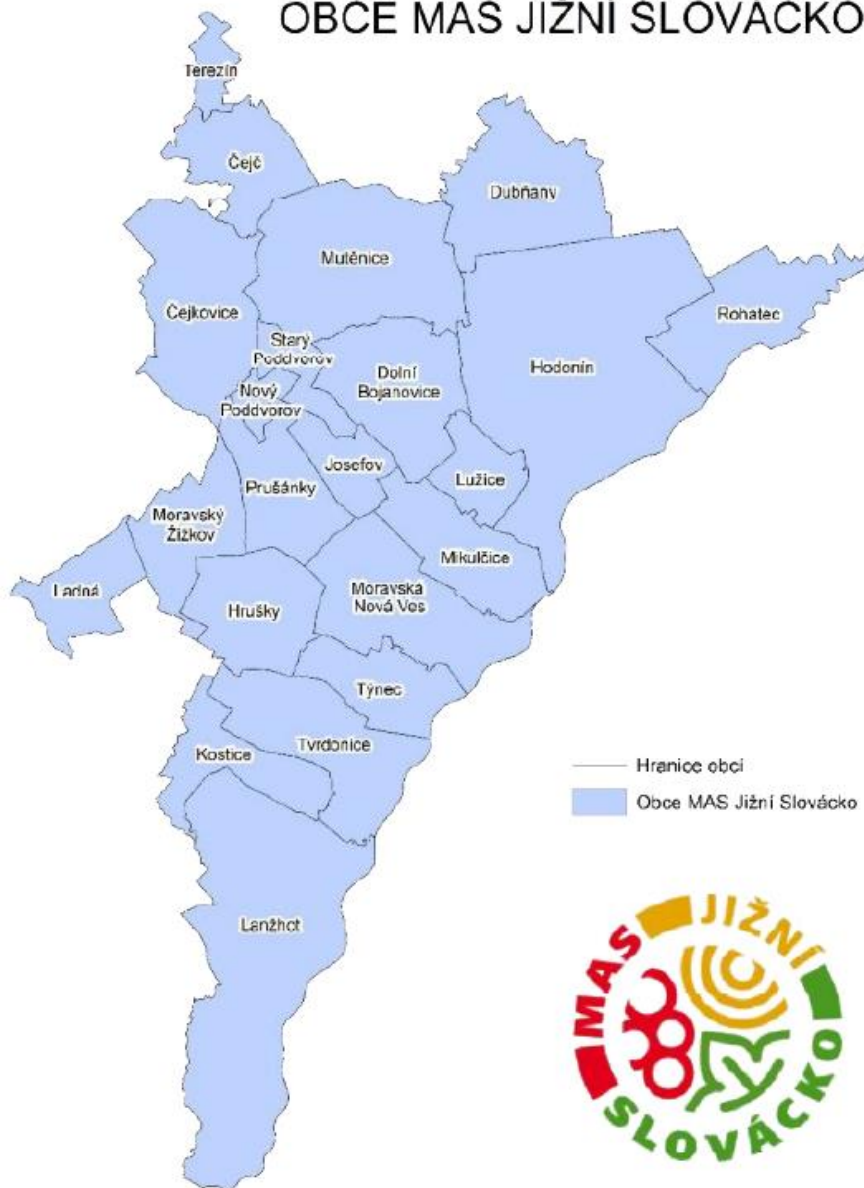 OBCE MAS JIŽNÍ SLOVÁCKO
Terezín
Čejč
Dubňany
Mutěnice
Čejkovice
Rohatec
Starý
Poddvorov
Dolní
Bojanovice
Hodonín
Nový
Poddvorov
Josefov
Lužice
Prušánky
Moravský
Žižkov
Mikulčice
Ladná
Moravská
Nová Ves
Hrušky
Týnec
Tvrdonice
Kostice
Hranice obcí
Obce MAS Jižní Slovácko
Lanžhot
MAS JIŽNÍ
SLOVÁCKO